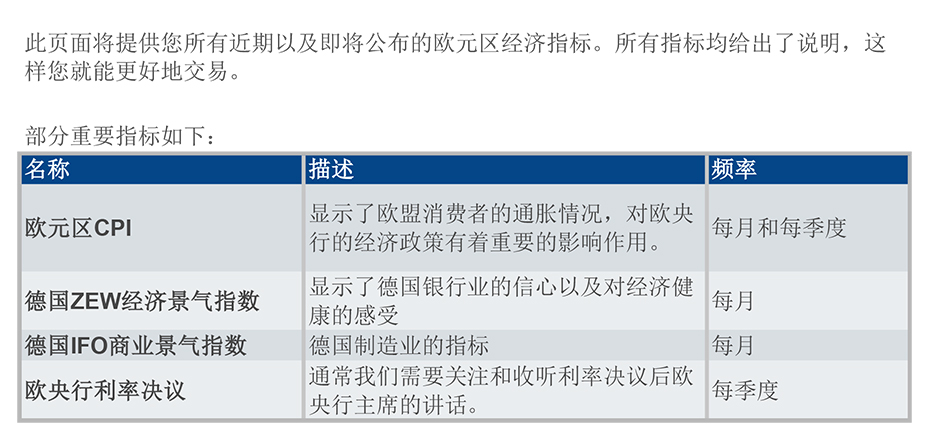 此页面将提供您所有近期以及即将公布的欧元区经济指标。所有指标均给出了说明，这
样您就能更好地交易。
部分重要指标如下：
名称 描述 频率
欧元区CPI 显示了欧盟消费者的通胀情况，对欧央
行的经济政策有着重要的影响作用。 每月和每季度
德国ZEW经济景气指数 显示了德国银行业的信心以及对经济健
康的感受 每月
德国IFO商业景气指数 德国制造业的指标 每月
欧央行利率决议 通常我们需要关注和收听利率决议后欧
央行主席的讲话。 每季度